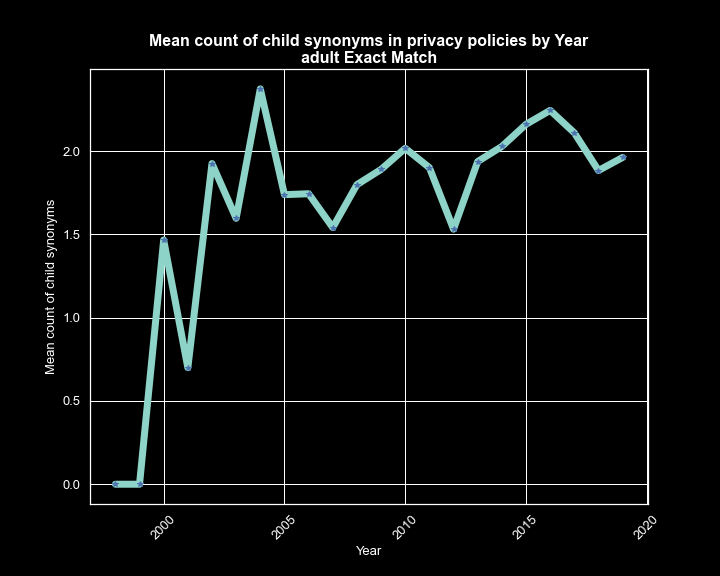 Mean count of child synonyms in privacy policies by Year
adult Exact Match
Mean count of child synonyms
2.0
1.5
1.0
0.5
0.0
2000
2005
2010
2015
2020
Year